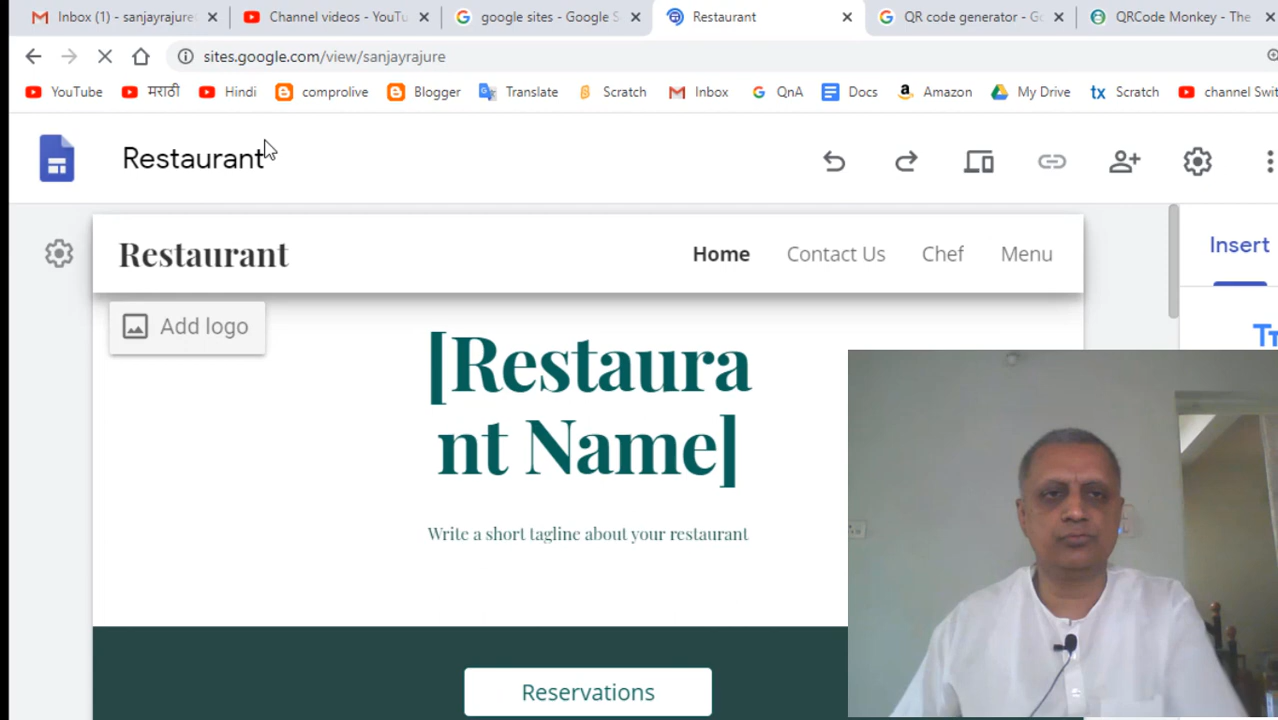 Inbox (1) - sanjayrajure
Channel videos - YouTu
google sites - Google S
Restaurant
QR code generator - Go
QRCode Monkey - The
sites.google.com/view/sanjayrajure
YouTube
मराठी
Hindi
comprolive
Blogger
Translate
Scratch
Inbox
QnA
Docs
Amazon
My Drive
tx Scratch
channel Swit
Restaurant
Restaurant
Home
Contact Us
Chef
Menu
Insert
Add logo
[Restaura
nt Name]
Write a short tagline about your restaurant
Reservations